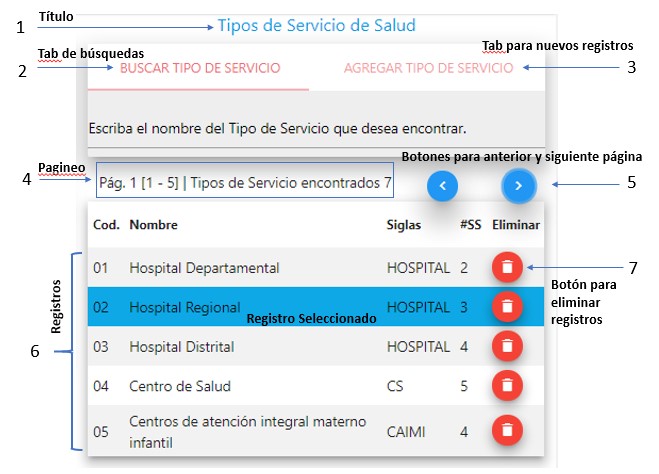 Título
1
Tipos de Servicio de Salud
Tab de búsquedas
Tab para nuevos registros
2
BUSCAR TIPO DE SERVICIO
AGREGAR TIPO DE SERVICIO
3
Escriba el nombre del Tipo de Servicio que desea encontrar.
Pagineo
Botones para anterior y siguiente página
4
Pág. 1 [1 - 5] | Tipos de Servicio encontrados 7
5
Cod. Nombre Siglas #SS Eliminar
01 Hospital Departamental HOSPITAL 2
7
Botón para
eliminar
registros
Registros
6
02 Hospital Regional HOSPITAL 3
Registro Seleccionado
03 Hospital Distrital HOSPITAL 4
04 Centro de Salud CS 5
05 Centros de atención integral materno
infantil CAIMI 4